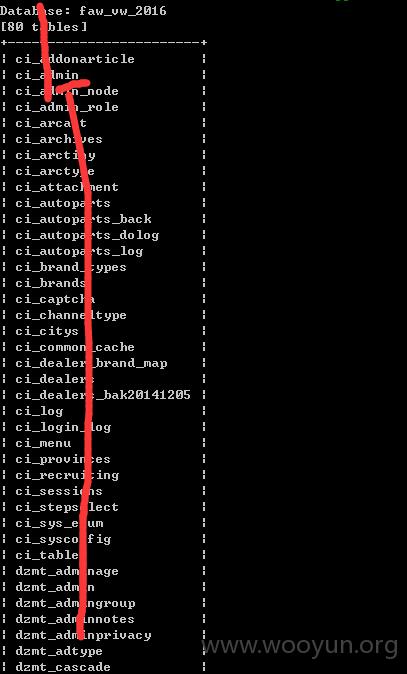 Database: faw_vw_2016
[80 tables]
+-------------------------+
¦ ci_addonarticle ¦
¦ ci_admin ¦
¦ ci_admin_node ¦
¦ ci_admin_role ¦
¦ ci_arcatt ¦
¦ ci_archives ¦
¦ ci_arctiny ¦
¦ ci_arctype ¦
¦ ci_attachment ¦
¦ ci_autoparts ¦
¦ ci_autoparts_back ¦
¦ ci_autoparts_dolog ¦
¦ ci_autoparts_log ¦
¦ ci_brand_types ¦
¦ ci_brands ¦
¦ ci_captcha ¦
¦ ci_channeltype ¦
¦ ci_citys ¦
¦ ci_common_cache ¦
¦ ci_dealer_brand_map ¦
¦ ci_dealers ¦
¦ ci_dealers_bak20141205 ¦
¦ ci_log ¦
¦ ci_login_log ¦
¦ ci_menu ¦
¦ ci_provinces ¦
¦ ci_recruiting ¦
¦ ci_sessions ¦
¦ ci_stepselect ¦
¦ ci_sys_enum ¦
¦ ci_sysconfig ¦
¦ ci_table ¦
¦ dzmt_adminage ¦
¦ dzmt_admin ¦
¦ dzmt_admingroup ¦
¦ dzmt_adminnotes ¦
¦ dzmt_adminprivacy ¦
¦ dzmt_adtype ¦
¦ dzmt_cascade ¦
www.wooyun.org